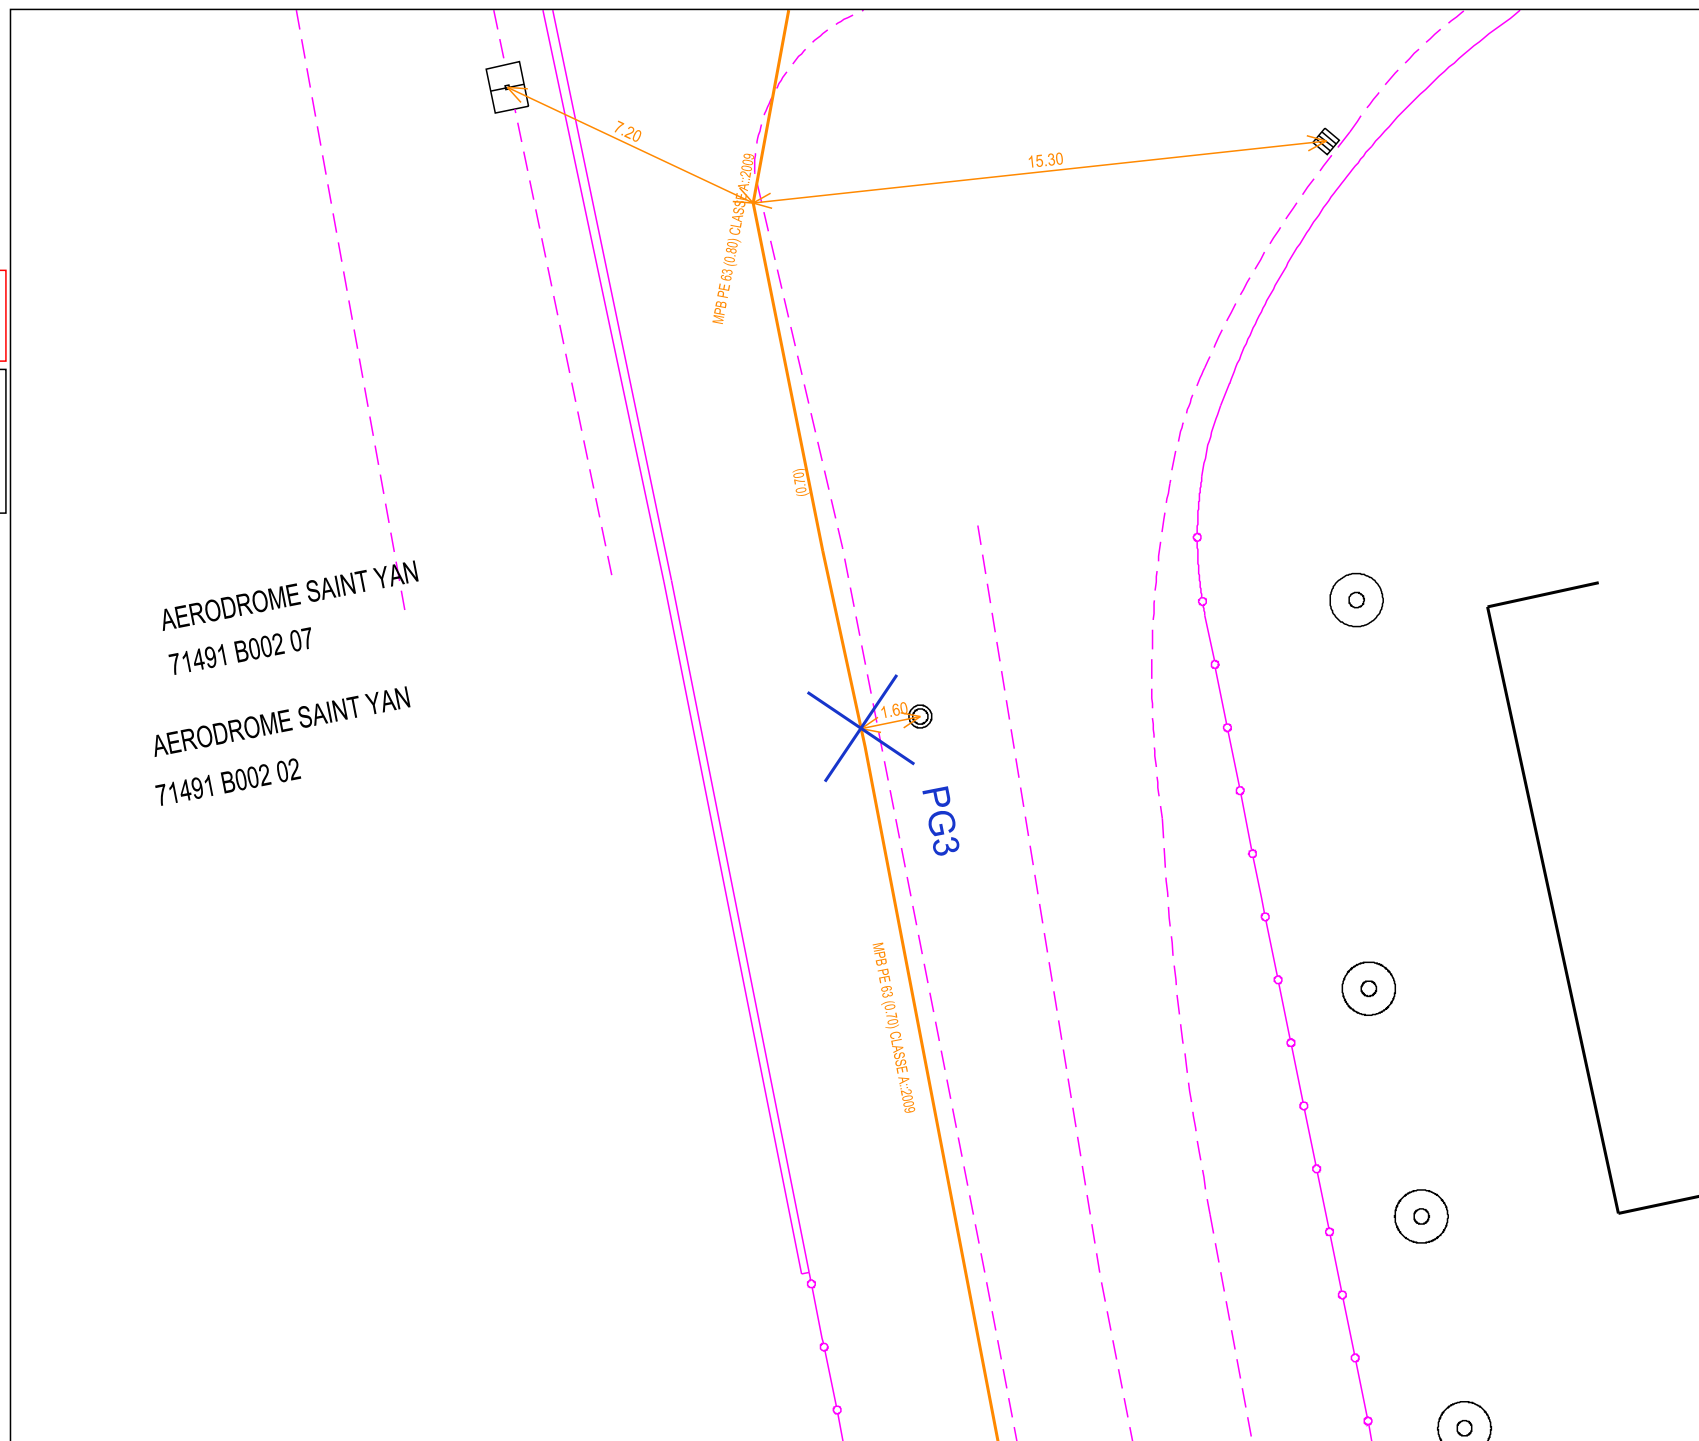 7.20
15.30
MPB PE 63 (0.80) CLASSE A::2009
(0.70)
AERODROME SAINT YAN
71491 B002 07
AERODROME SAINT YAN
71491 B002 02
1.60
PG3
MPB PE 63 (0.70) CLASSE A::2009